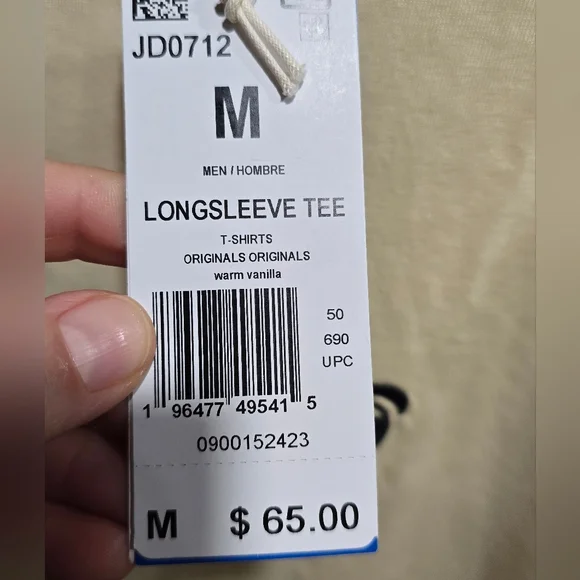 JD0712
M
MEN / HOMBRE
LONGSLEEVE TEE
T-SHIRTS
ORIGINALS ORIGINALS
warm vanilla
50
690
UPC
1 96477 49541 5
0900152423
M $ 65.00